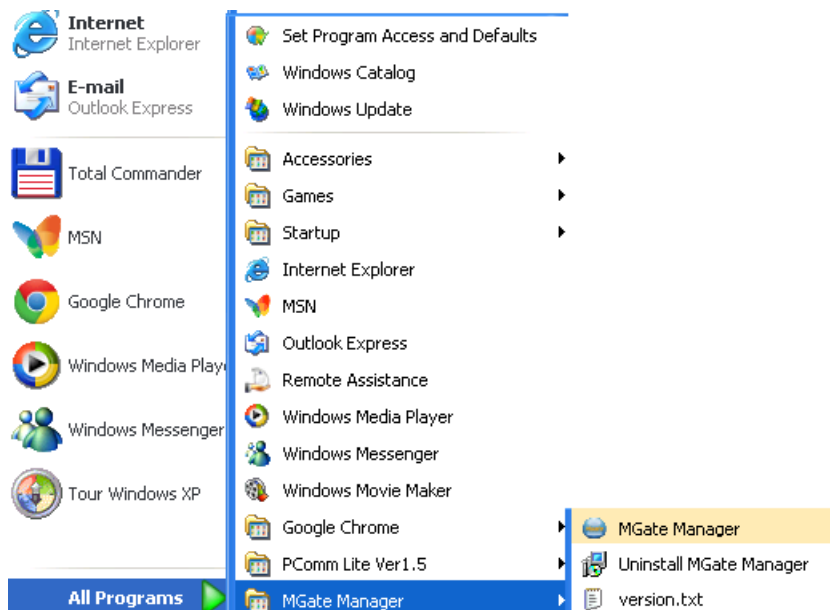 Internet
Internet Explorer
E-mail
Outlook Express
Total Commander
MSN
Google Chrome
Windows Media Playe
Windows Messenger
Tour Windows XP
All Programs
Set Program Access and Defaults
Windows Catalog
Windows Update
Accessories
Games
Startup
Internet Explorer
MSN
Outlook Express
Remote Assistance
Windows Media Player
Windows Messenger
Windows Movie Maker
Google Chrome
PComm Lite Ver1.5
MGate Manager
MGate Manager
Uninstall MGate Manager
version.txt